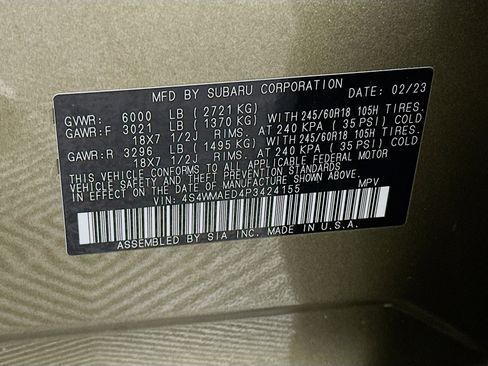 MFD BY SUBARU CORPORATION DATE: 02/23
GVWR: 6000 LB (2721 KG)
GAWR:F 3021 LB (1370 KG) WITH 245/60R18 105H TIRES.
18X7 1/2J RIMS. AT 240 KPA (35 PSI) COLD
GAWR:R 3296 LB (1495 KG) WITH 245/60R18 105H TIRES.
18X7 1/2J RIMS. AT 240 KPA (35 PSI) COLD
THIS VEHICLE CONFORMS TO ALL APPLICABLE FEDERAL MOTOR
VEHICLE SAFETY AND THEFT PREVENTION STANDARDS
IN EFFECT ON THE DATE OF MANUFACTURE SHOWN ABOVE.
VIN: 4S4WMAED4P3424155 MPV
ASSEMBLED BY SIA INC. MADE IN U.S.A.